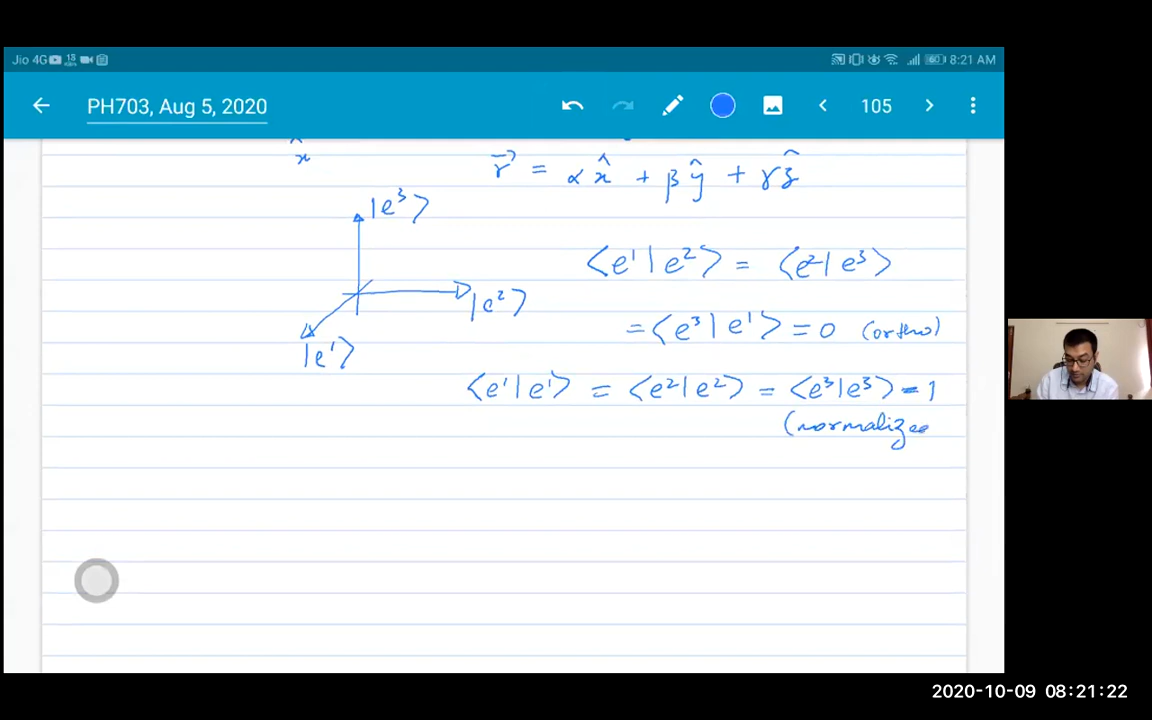 Jio 4G 8:21 AM
PH703, Aug 5, 2020 105
x̂
r⃗ = α x̂ + β ŷ + γ ẑ
|e³⟩
⟨e¹|e²⟩ = ⟨e²|e³⟩
|e²⟩
= ⟨e³|e¹⟩ = 0 (ortho)
|e¹⟩
⟨e¹|e¹⟩ = ⟨e²|e²⟩ = ⟨e³|e³⟩ = 1
2020-10-09 08:21:22